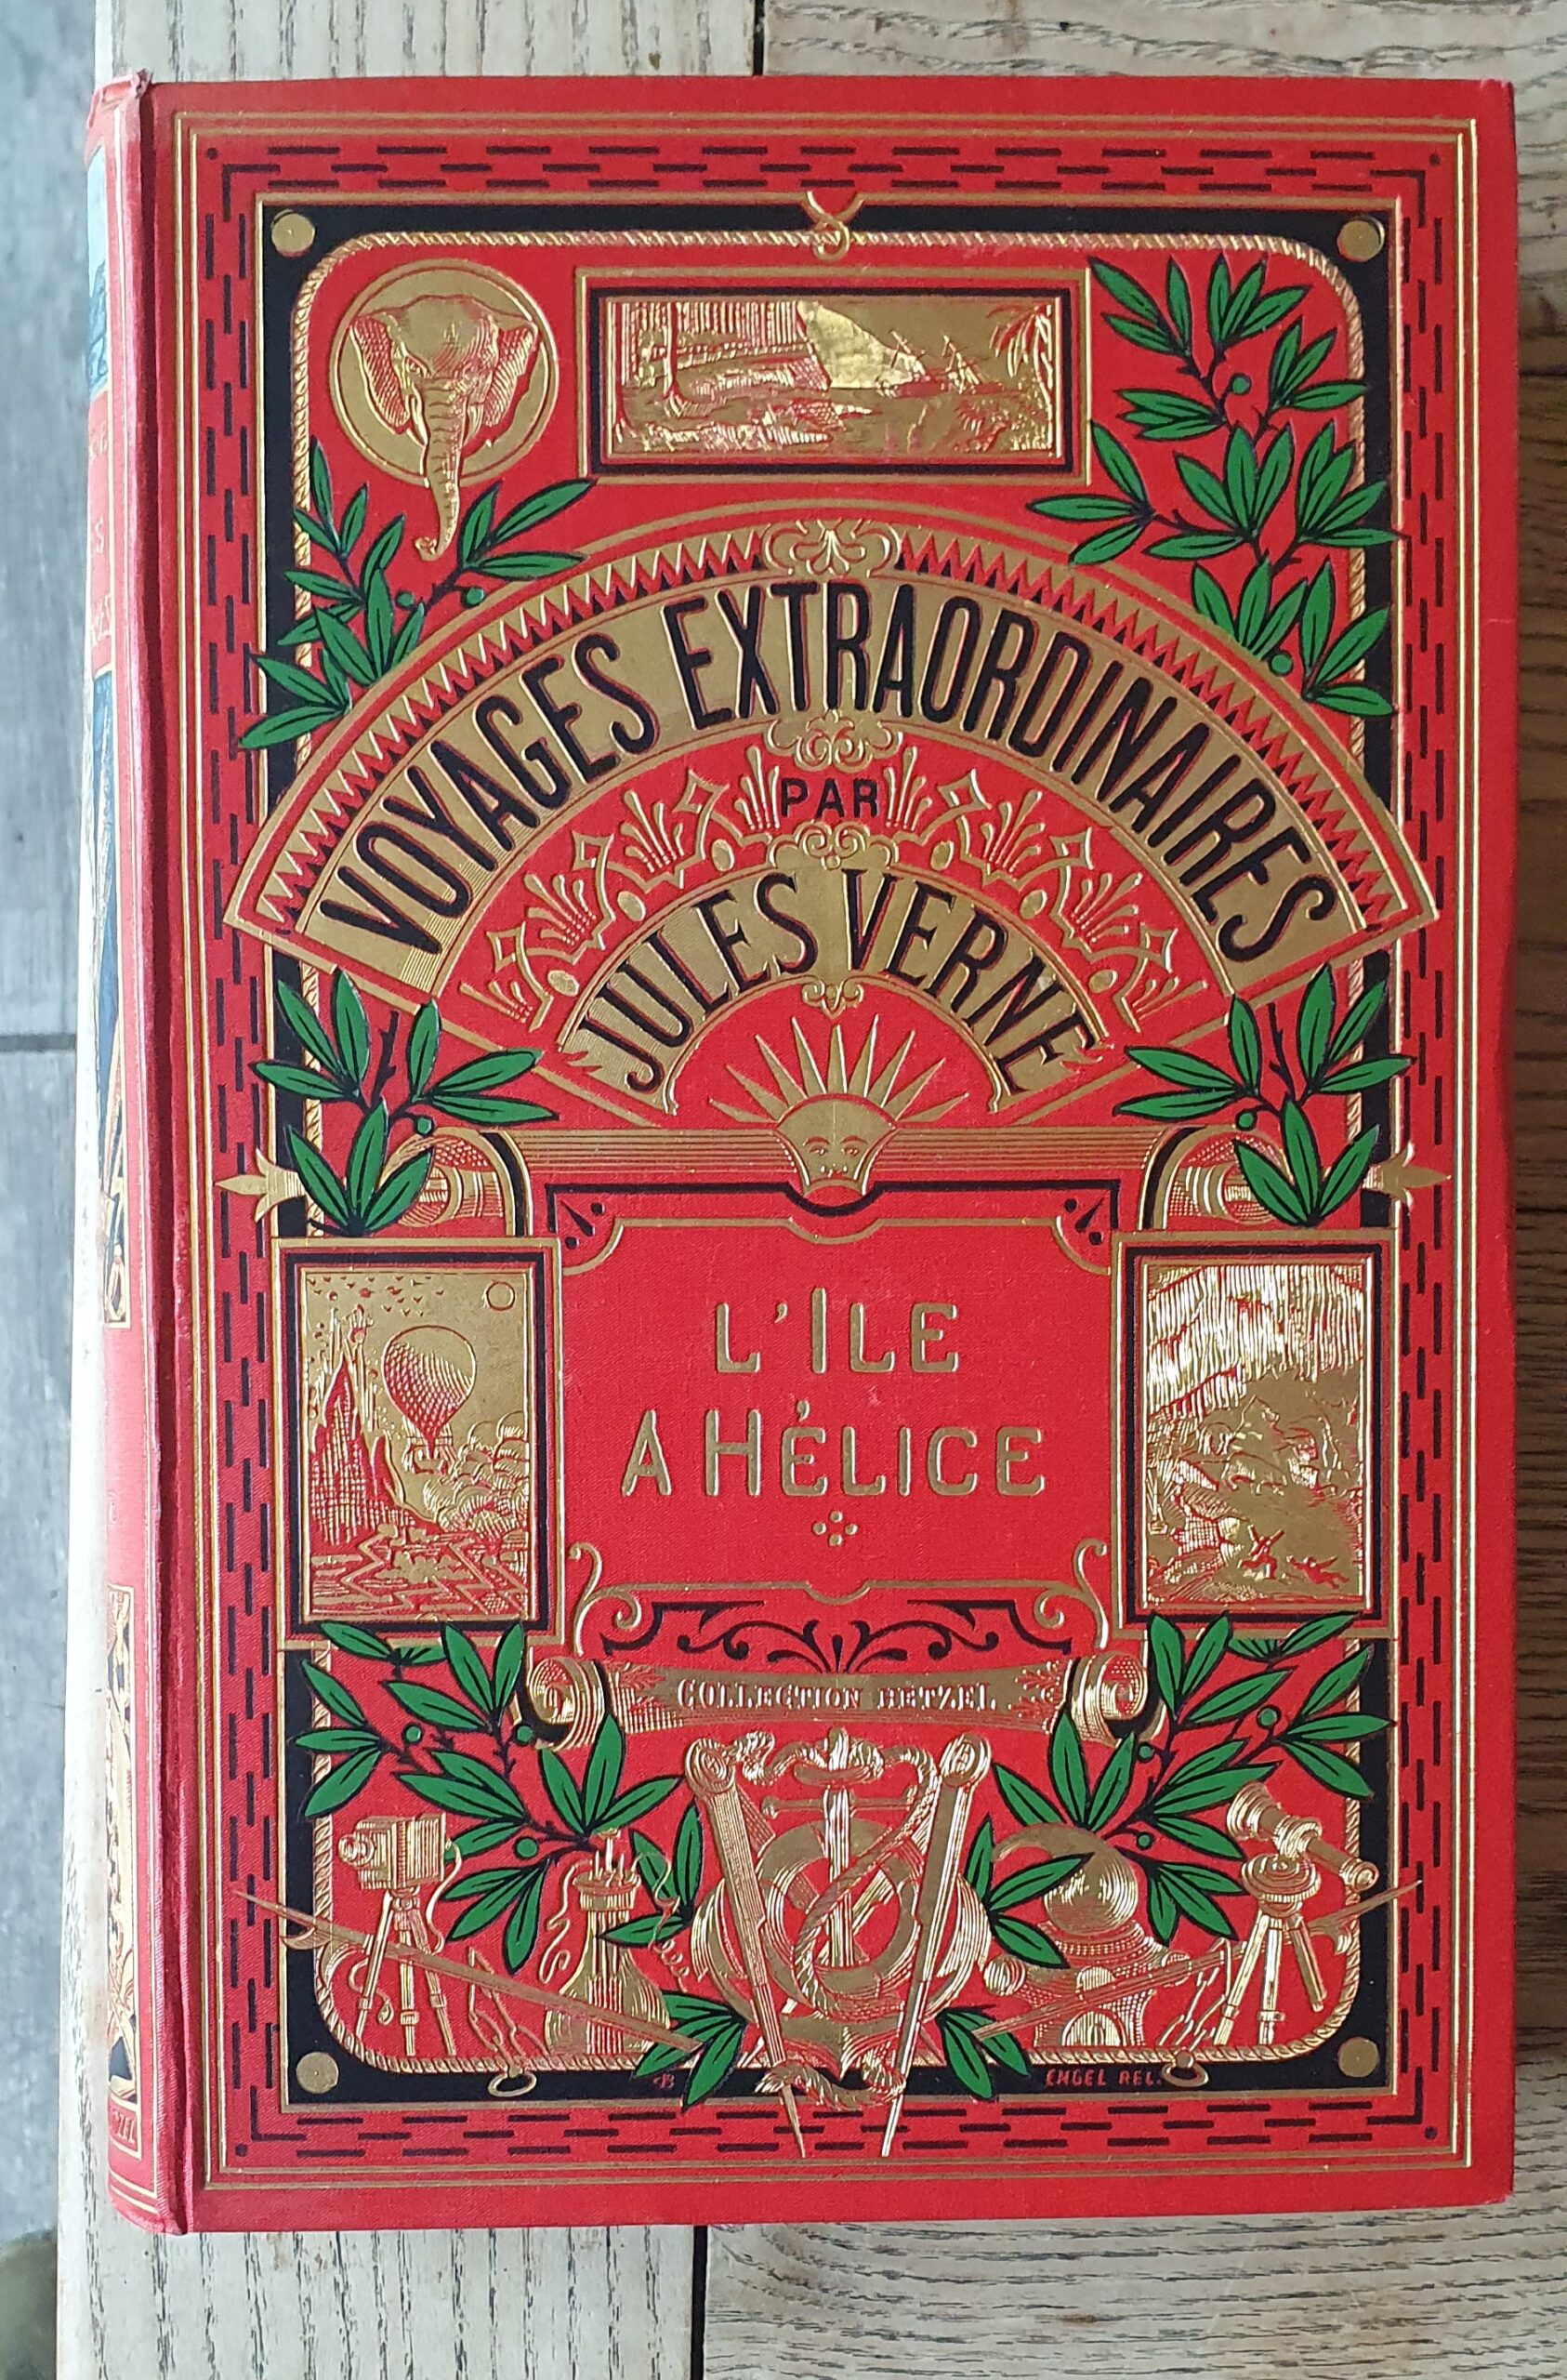 VOYAGES EXTRAORDINAIRES
PAR
JULES VERNE
L'ILE
A HÉLICE
COLLECTION HETZEL
ENGEL REL.